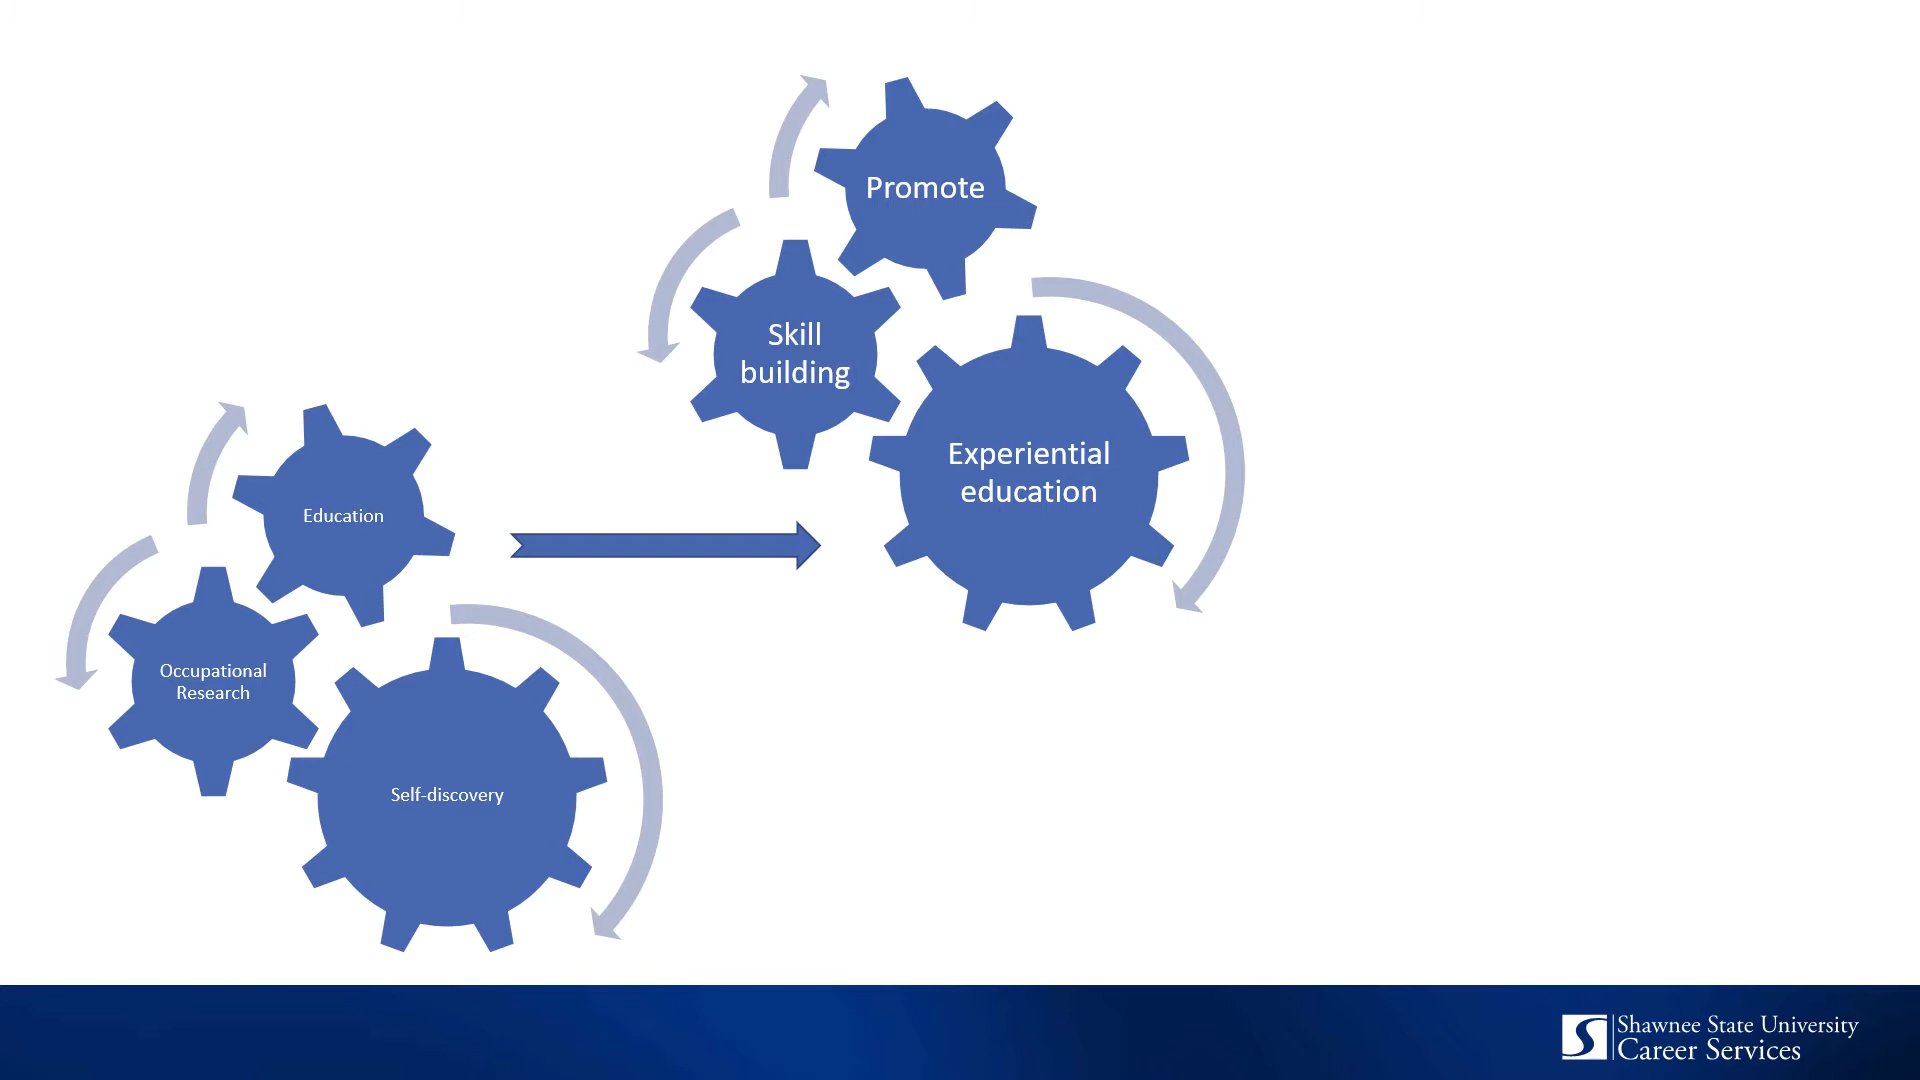 Promote
Skill
building
Experiential
education
Education
Occupational
Research
Self-discovery
Shawnee State University
Career Services